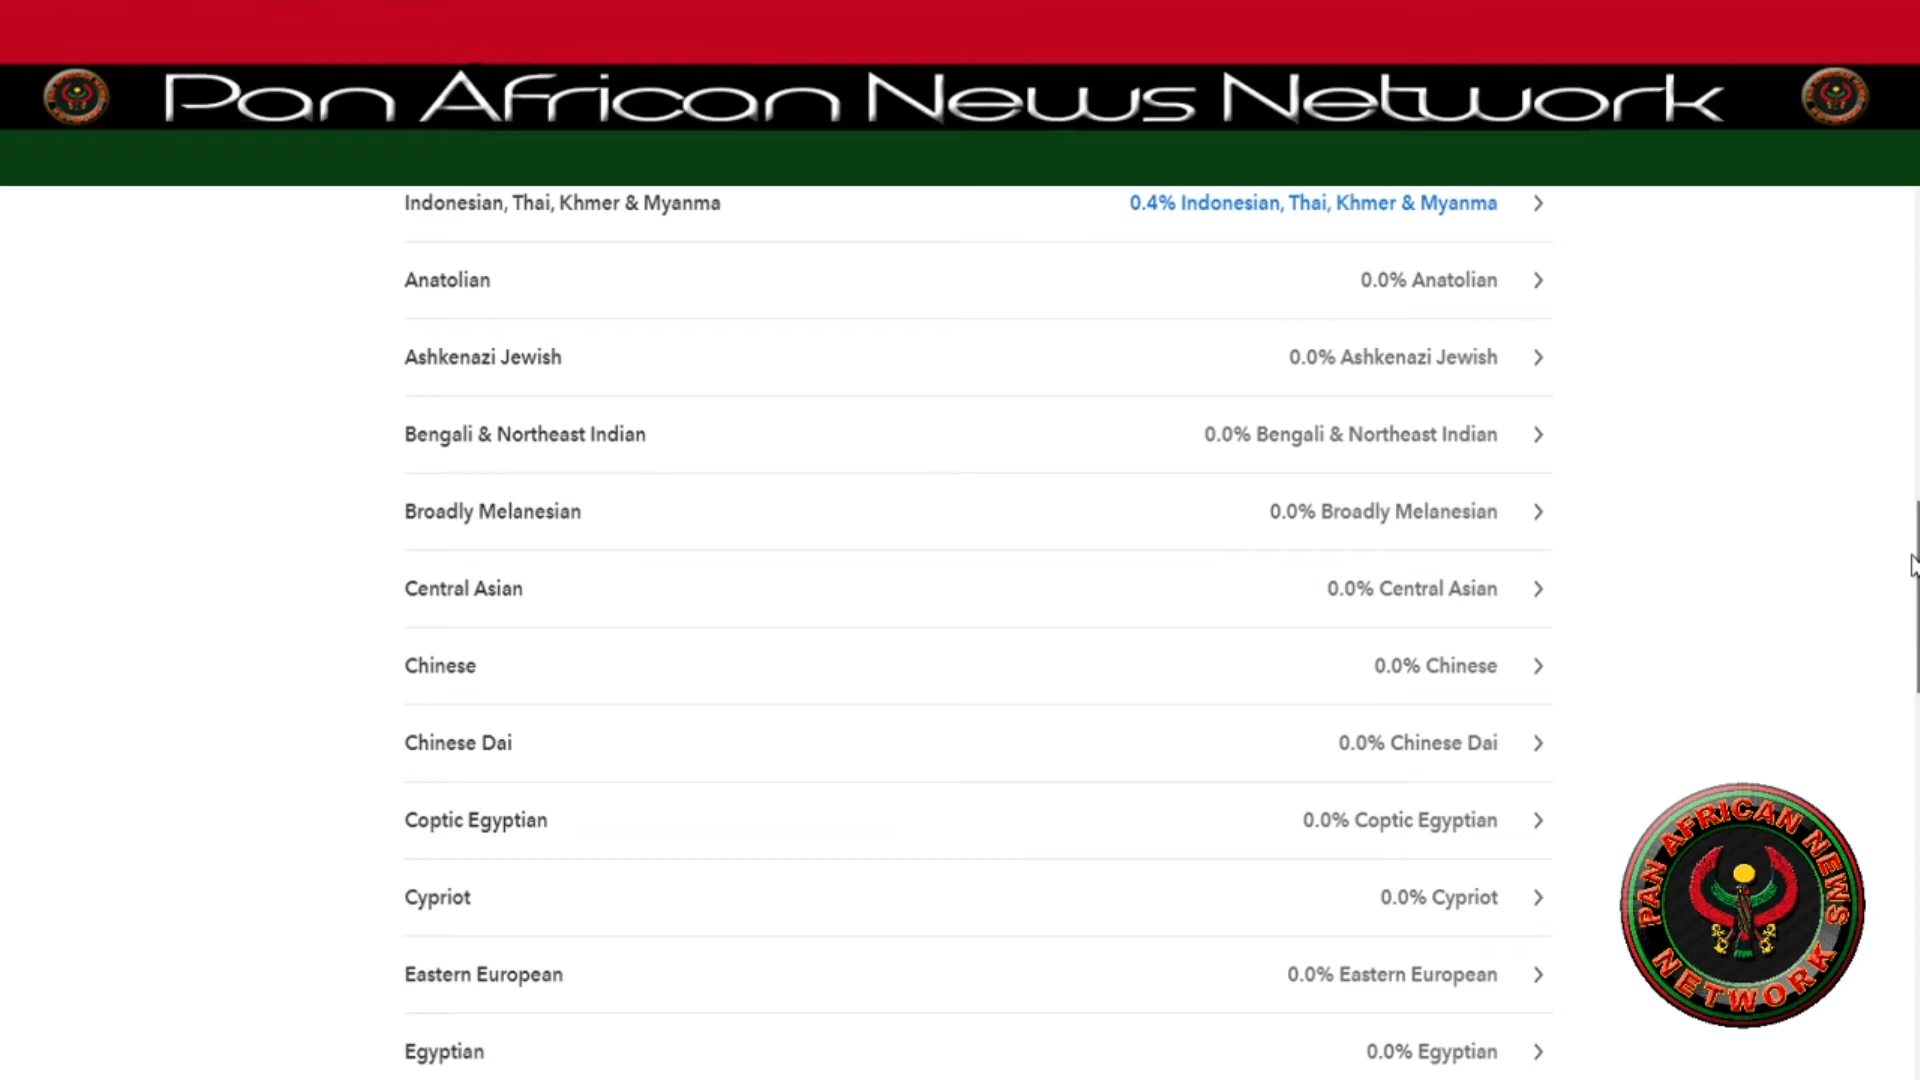 Pan African News Network
Indonesian, Thai, Khmer & Myanma 0.4% Indonesian, Thai, Khmer & Myanma
Anatolian 0.0% Anatolian
Ashkenazi Jewish 0.0% Ashkenazi Jewish
Bengali & Northeast Indian 0.0% Bengali & Northeast Indian
Broadly Melanesian 0.0% Broadly Melanesian
Central Asian 0.0% Central Asian
Chinese 0.0% Chinese
Chinese Dai 0.0% Chinese Dai
Coptic Egyptian 0.0% Coptic Egyptian
Cypriot 0.0% Cypriot
Eastern European 0.0% Eastern European
Egyptian 0.0% Egyptian
PAN AFRICAN NEWS
NETWORK